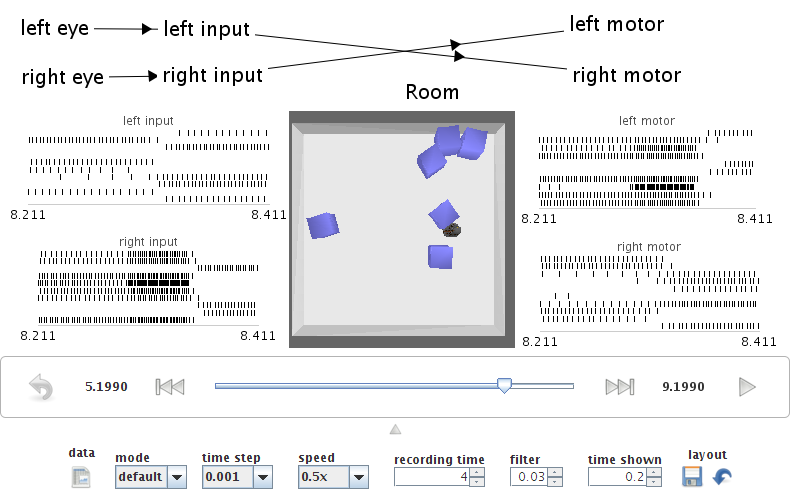 left eye left input left motor
right eye right input right motor
Room
left input left motor
8.211 8.411 8.211 8.411
right input right motor
8.211 8.411 8.211 8.411
5.1990 9.1990
data mode time step speed recording time filter time shown layout
default 0.001 0.5x 4 0.03 0.2